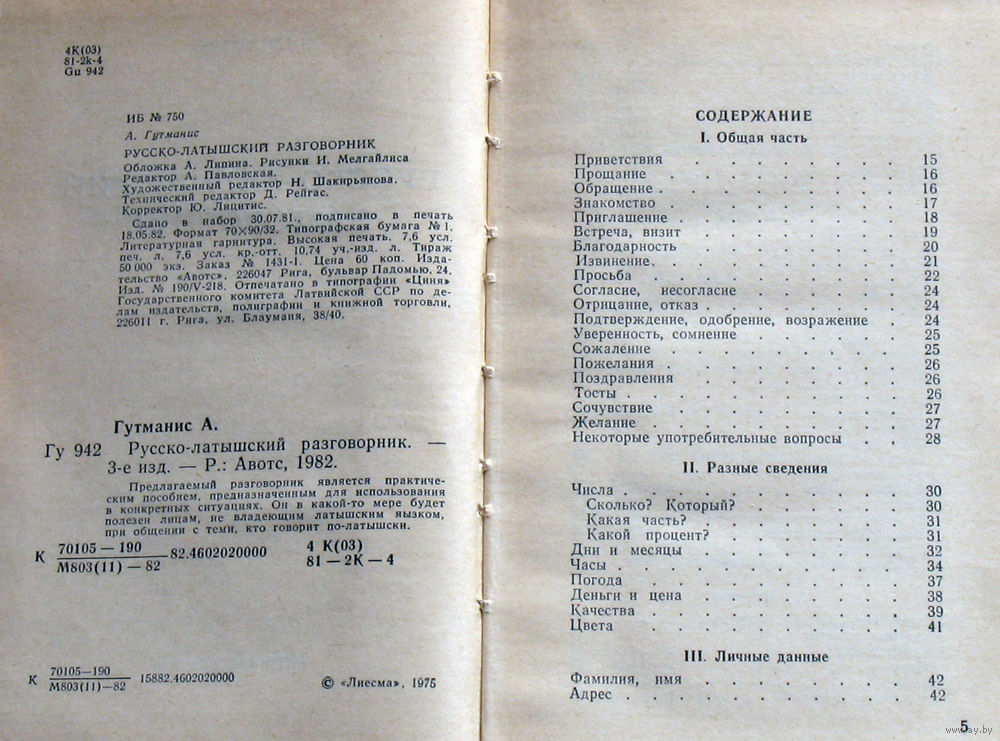 4К(03)
81-2k-4
Gu 942
ИБ № 750
А. Гутманис
РУССКО-ЛАТЫШСКИЙ РАЗГОВОРНИК
Обложка А. Липина. Рисунки И. Мелгайлиса
Редактор А. Павловская.
Художественный редактор Н. Шакирьянова.
Технический редактор Д. Рейгас.
Корректор Ю. Лицитис.
Сдано в набор 30.07.81., подписано в печать
18.05.82. Формат 70×90/32. Типографская бумага № 1.
Литературная гарнитура. Высокая печать. 7,6 усл.
печ. л. 7,6 усл. кр.-отт. 10,74 уч.-изд. л. Тираж
50 000 экз. Заказ № 1431-1. Цена 60 коп. Изда-
тельство «Авотс», 226047 Рига, бульвар Падомью, 24.
Изд. № 190/V-218. Отпечатано в типографии «Циня»
Государственного комитета Латвийской ССР по де-
лам издательств, полиграфии и книжной торговли,
226011 г. Рига, ул. Блауманя, 38/40.
Гутманис А.
Гу 942 Русско-латышский разговорник. —
3-е изд. — Р.: Авотс, 1982.
Предлагаемый разговорник является практиче-
ским пособием, предназначенным для использования
в конкретных ситуациях. Он в какой-то мере будет
полезен лицам, не владеющим латышским языком,
при общении с теми, кто говорит по-латышски.
К 70105—190 82.4602020000 4 К(03)
М803(11)—82 81—2К—4
К 70105—190 15882.4602020000
М803(11)—82
© «Лиесма», 1975
СОДЕРЖАНИЕ
I. Общая часть
Приветствия . . . . . . . . . 15
Прощание . . . . . . . . . 16
Обращение . . . . . . . . . 16
Знакомство . . . . . . . . . 17
Приглашение . . . . . . . . . 18
Встреча, визит . . . . . . . . 19
Благодарность . . . . . . . . 20
Извинение. . . . . . . . . . 21
Просьба . . . . . . . . . . 22
Согласие, несогласие . . . . . . 24
Отрицание, отказ . . . . . . . . 24
Подтверждение, одобрение, возражение . 24
Уверенность, сомнение . . . . . . 25
Сожаление . . . . . . . . . 25
Пожелания . . . . . . . . . 26
Поздравления . . . . . . . . 26
Тосты . . . . . . . . . . 26
Сочувствие . . . . . . . . . 27
Желание . . . . . . . . . 27
Некоторые употребительные вопросы . . 28
II. Разные сведения
Числа . . . . . . . . . . 30
Сколько? Который? . . . . . . 30
Какая часть? . . . . . . . . 31
Какой процент? . . . . . . . 31
Дни и месяцы . . . . . . . . 32
Часы . . . . . . . . . . 34
Погода . . . . . . . . . . 37
Деньги и цена . . . . . . . . 38
Качества . . . . . . . . . 39
Цвета . . . . . . . . . . 41
III. Личные данные
Фамилия, имя . . . . . . . . 42
Адрес . . . . . . . . . . 42
5
www.ay.by